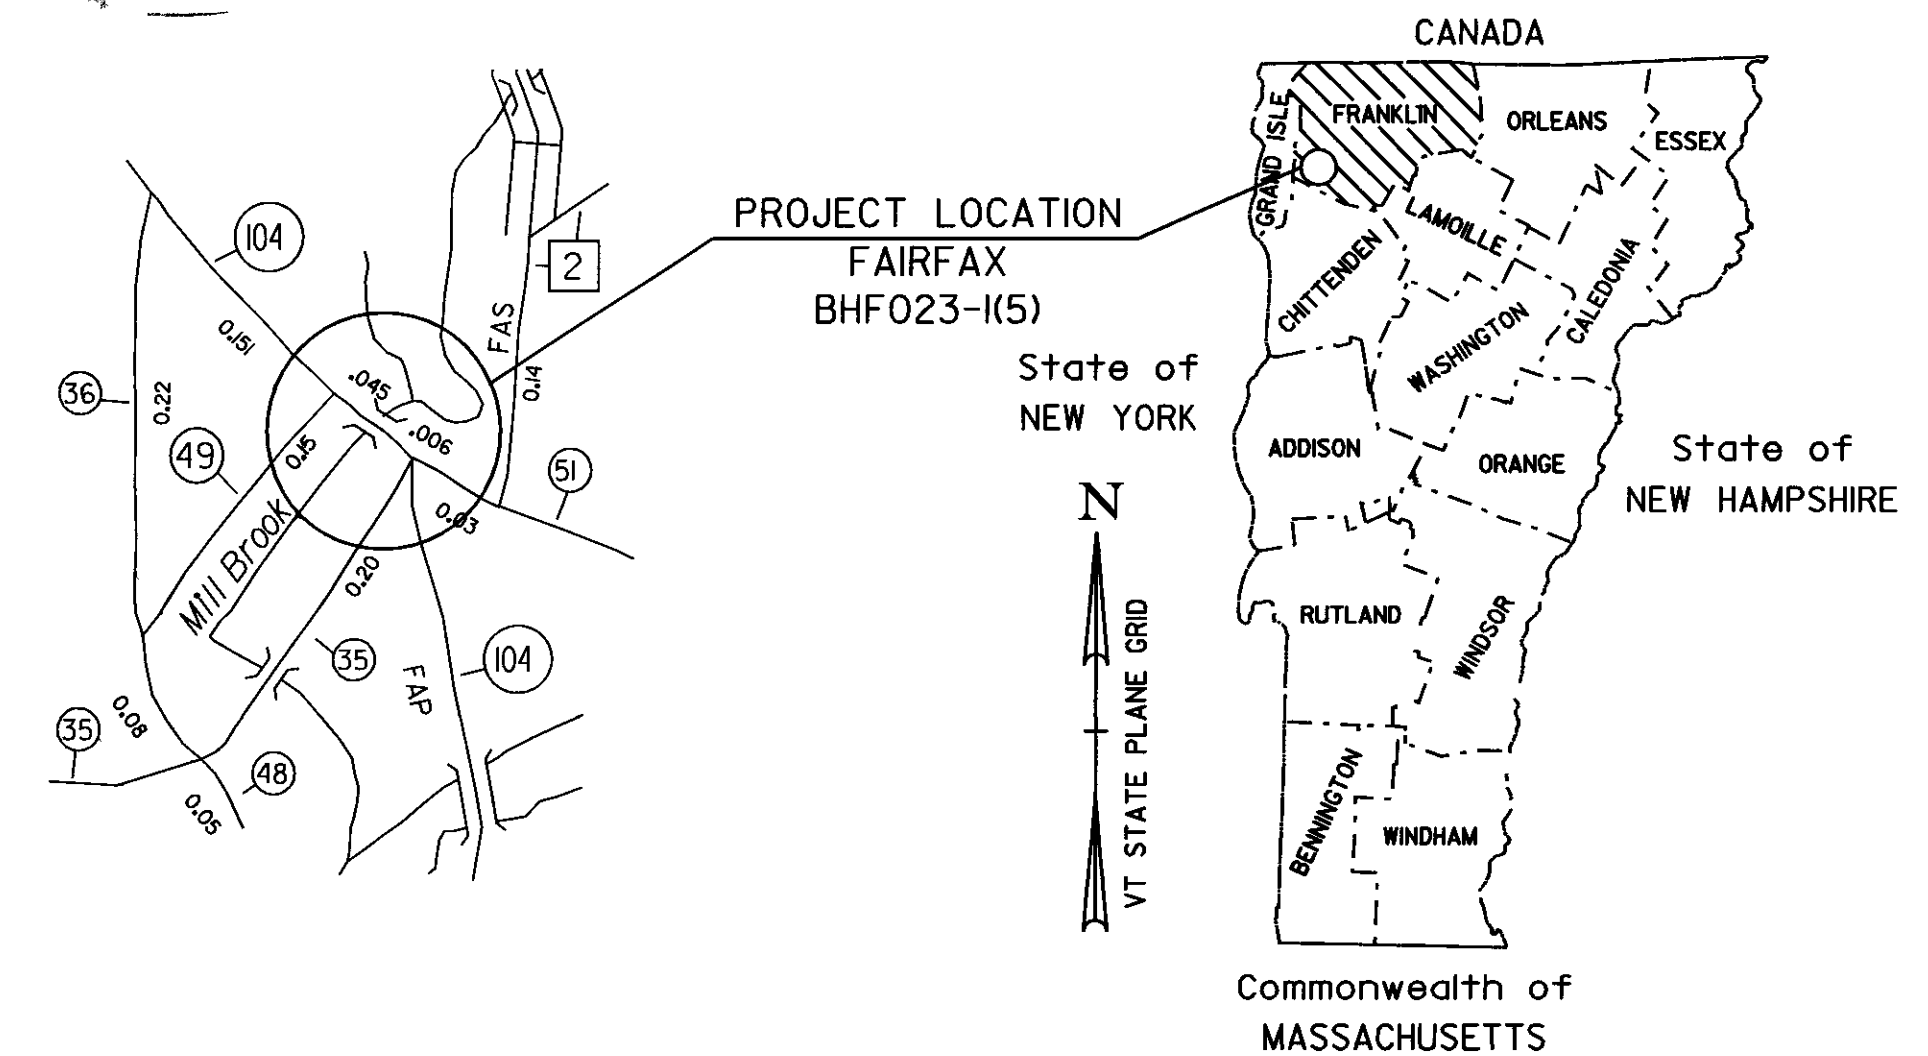 104
2
0.151
FAS
.045
0.14
36
0.22
.006
49
0.15
51
0.03
Mill Brook
0.20
35
104
FAP
0.08
35
48
0.05
PROJECT LOCATION
FAIRFAX
BHF023-1(5)
CANADA
FRANKLIN
GRAND ISLE
ORLEANS
ESSEX
LAMOILLE
CHITTENDEN
CALEDONIA
WASHINGTON
State of
NEW YORK
ADDISON
ORANGE
State of
NEW HAMPSHIRE
N
VT STATE PLANE GRID
RUTLAND
WINDSOR
BENNINGTON
WINDHAM
Commonwealth of
MASSACHUSETTS